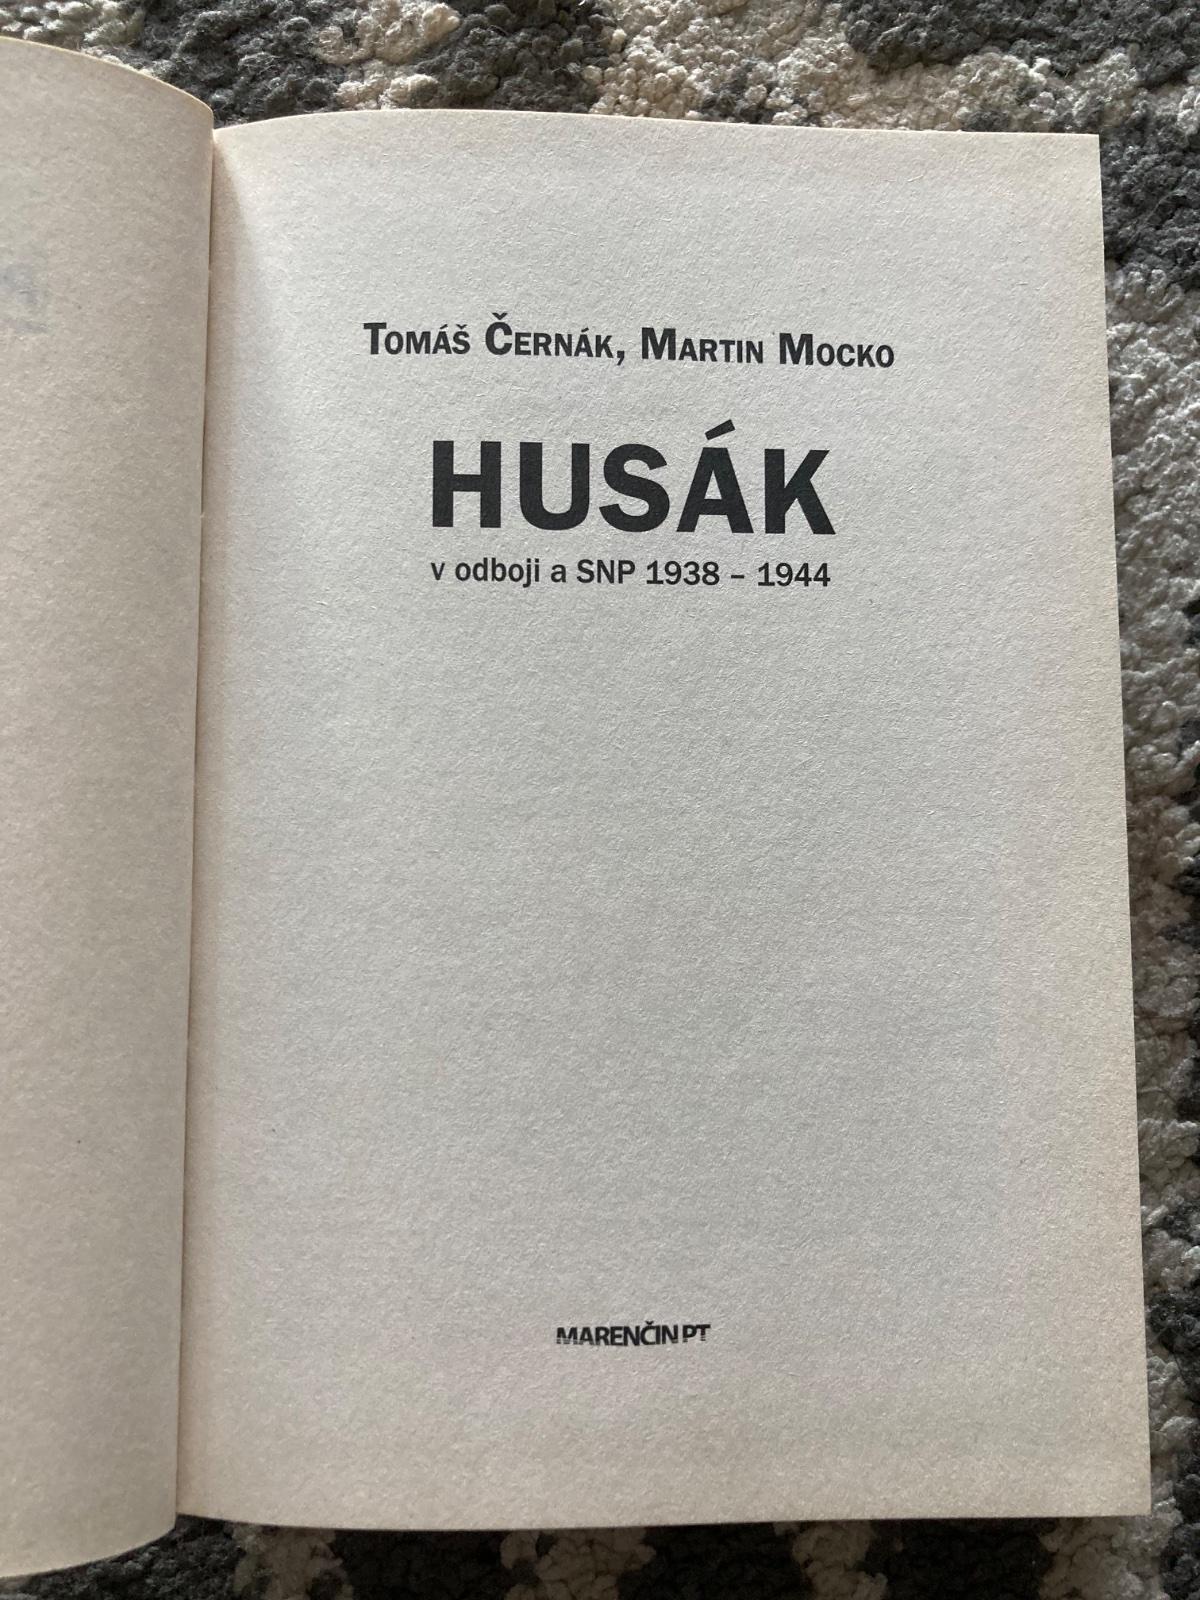 Tomáš Černák, Martin Mocko
HUSÁK
v odboji a SNP 1938 – 1944
MARENČIN PT